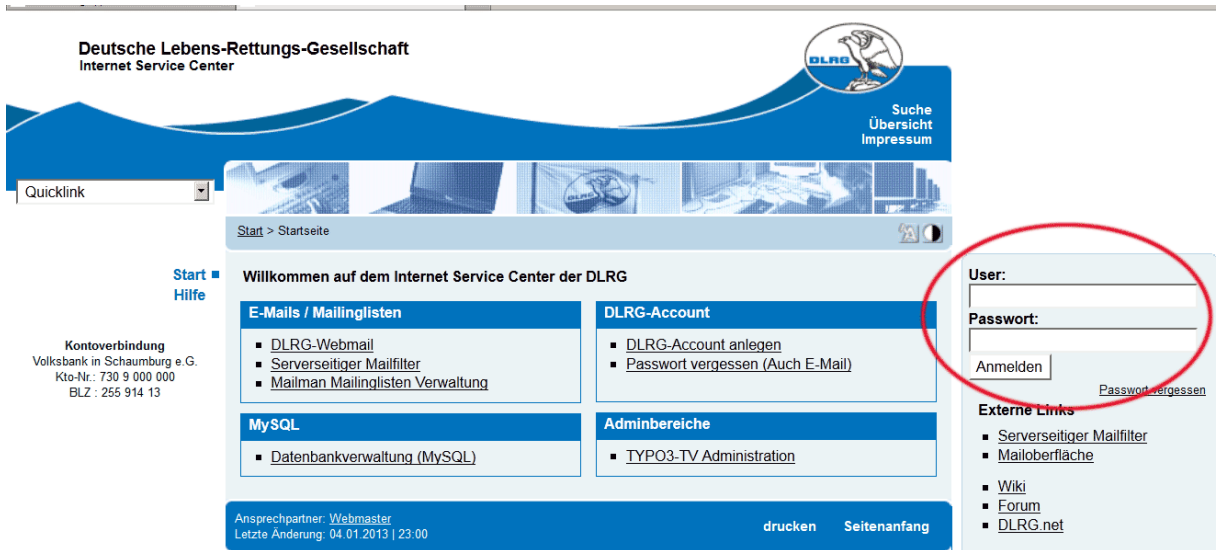 Deutsche Lebens-Rettungs-Gesellschaft
Internet Service Center
DLRG
Suche
Übersicht
Impressum
Quicklink
DLRG
Start > Startseite
Start
Hilfe
Kontoverbindung
Volksbank in Schaumburg e.G.
Kto-Nr.: 730 9 000 000
BLZ : 255 914 13
Willkommen auf dem Internet Service Center der DLRG
E-Mails / Mailinglisten
DLRG-Webmail
Serverseitiger Mailfilter
Mailman Mailinglisten Verwaltung
DLRG-Account
DLRG-Account anlegen
Passwort vergessen (Auch E-Mail)
MySQL
Datenbankverwaltung (MySQL)
Adminbereiche
TYPO3-TV Administration
Ansprechpartner: Webmaster
Letzte Änderung: 04.01.2013 | 23:00
drucken Seitenanfang
User:
Passwort:
Anmelden
Passwort vergessen
Externe Links
Serverseitiger Mailfilter
Mailoberfläche
Wiki
Forum
DLRG.net